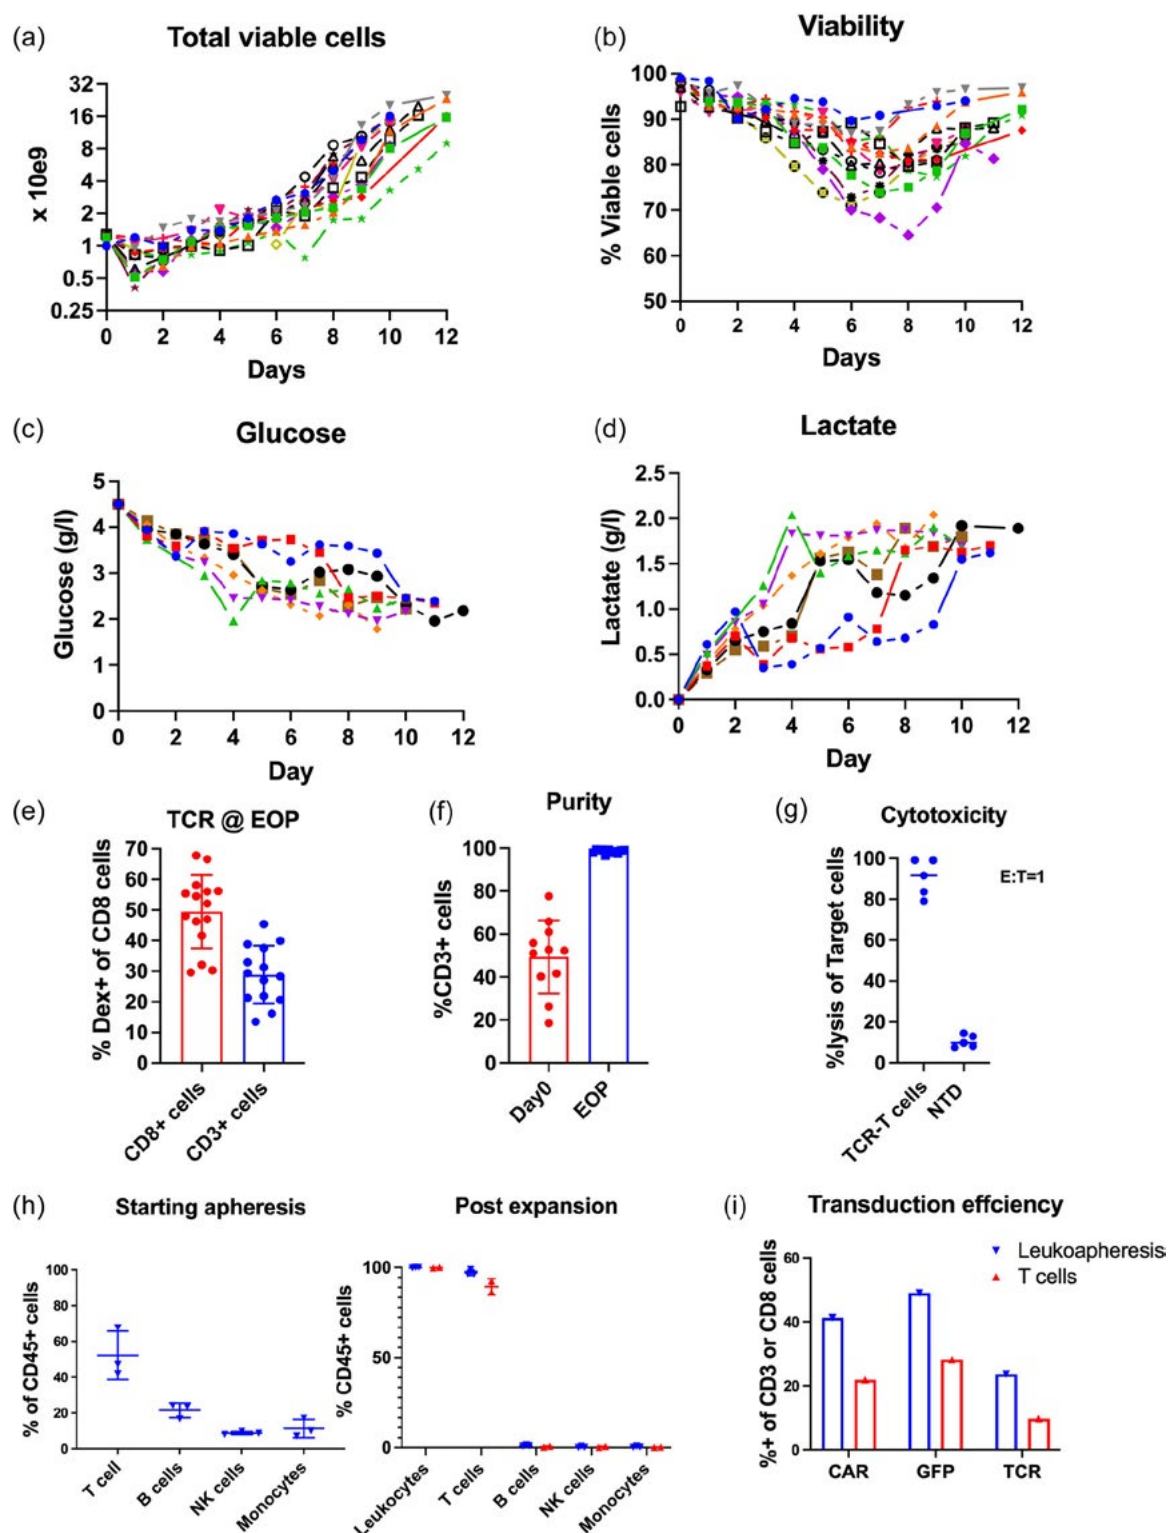 (a) Total viable cells
x 10e9
32
16
8
4
2
1
0.5
0.25
0 2 4 6 8 10 12
Days
(b) Viability
% Viable cells
100
90
80
70
60
50
0 2 4 6 8 10 12
Days
(c) Glucose
Glucose (g/l)
5
4
3
2
1
0
0 2 4 6 8 10 12
Day
(d) Lactate
Lactate (g/l)
2.5
2.0
1.5
1.0
0.5
0.0
0 2 4 6 8 10 12
Day
(e) TCR @ EOP
% Dex+ of CD8 cells
70
60
50
40
30
20
10
0
CD8+ cells CD3+ cells
(f) Purity
%CD3+ cells
100
80
60
40
20
0
Day0 EOP
(g) Cytotoxicity
%lysis of Target cells
100
80
60
40
20
0
E:T=1
TCR-T cells NTD
(h) Starting apheresis
% of CD45+ cells
100
80
60
40
20
0
T cell B cells NK cells Monocytes
Post expansion
% CD45+ cells
100
50
0
Leukocytes T cells B cells NK cells Monocytes
(i) Transduction effciency
%+ of CD3 or CD8 cells
60
40
20
0
Leukoapheresis
T cells
CAR GFP TCR